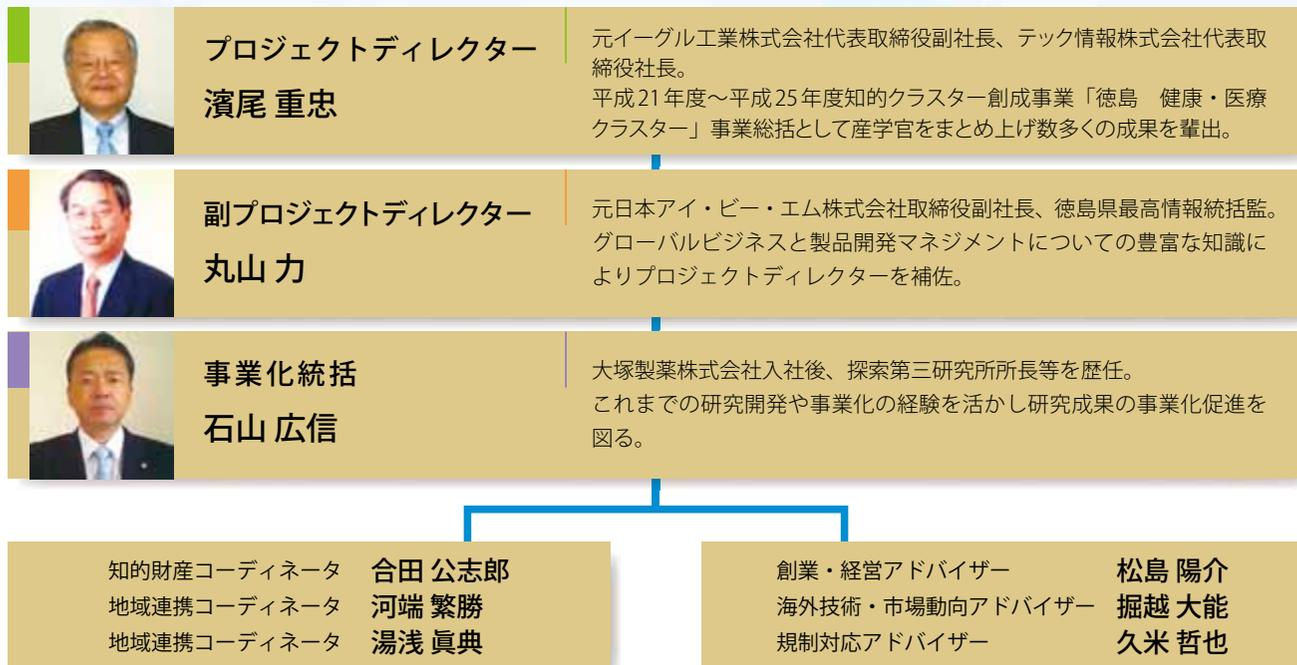 プロジェクトディレクター
濱尾 重忠
元イーグル工業株式会社代表取締役副社長、テック情報株式会社代表取
締役社長。
平成21年度～平成25年度知的クラスター創成事業「徳島　健康・医療
クラスター」事業総括として産学官をまとめ上げ数多くの成果を輩出。
副プロジェクトディレクター
丸山 力
元日本アイ・ビー・エム株式会社取締役副社長、徳島県最高情報統括監。
グローバルビジネスと製品開発マネジメントについての豊富な知識に
よりプロジェクトディレクターを補佐。
事業化統括
石山 広信
大塚製薬株式会社入社後、探索第三研究所所長等を歴任。
これまでの研究開発や事業化の経験を活かし研究成果の事業化促進を
図る。
知的財産コーディネータ 合田 公志郎
地域連携コーディネータ 河端 繁勝
地域連携コーディネータ 湯浅 眞典
創業・経営アドバイザー 松島 陽介
海外技術・市場動向アドバイザー 掘越 大能
規制対応アドバイザー 久米 哲也